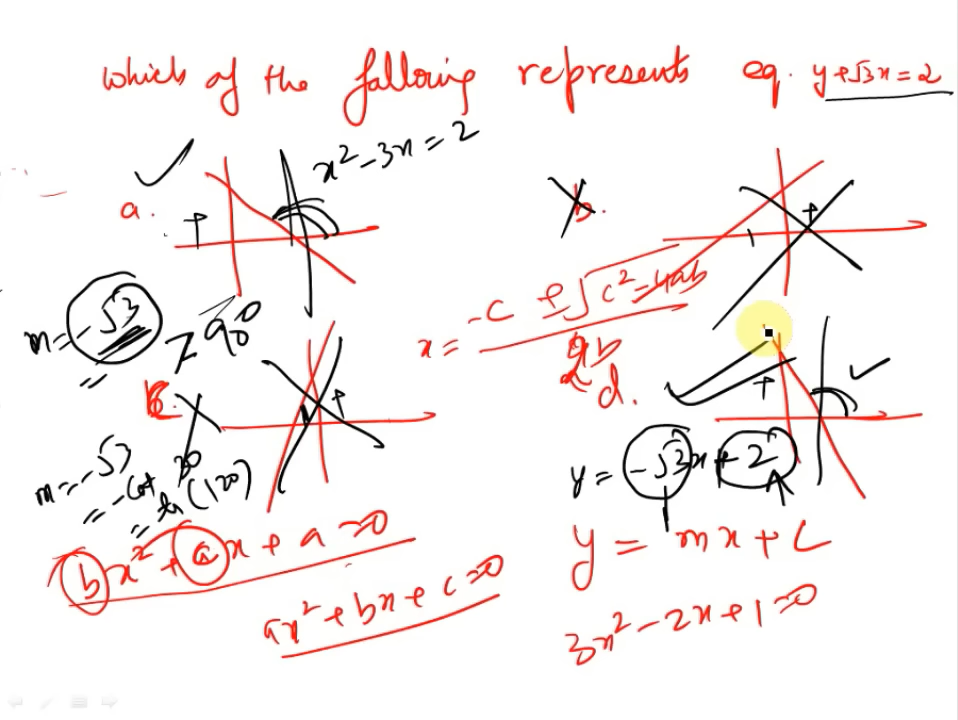 which of the following represents eq. y+√3x=2
x²-3x=2
a.
b.
m=-√3
>90°
x = -c ±√c²-4ab
2b
c.
d.
m=-√3
=-cot 30
=tan(120)
y = -√3x+2
y = mx+c
bx²+ax+a=0
ax²+bx+c=0
3x²-2x+1=0